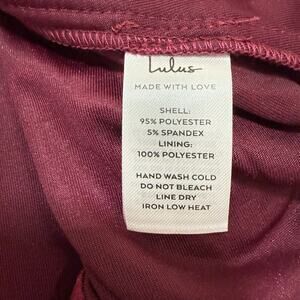 Lulus
MADE WITH LOVE
SHELL:
95% POLYESTER
5% SPANDEX
LINING:
100% POLYESTER
HAND WASH COLD
DO NOT BLEACH
LINE DRY
IRON LOW HEAT